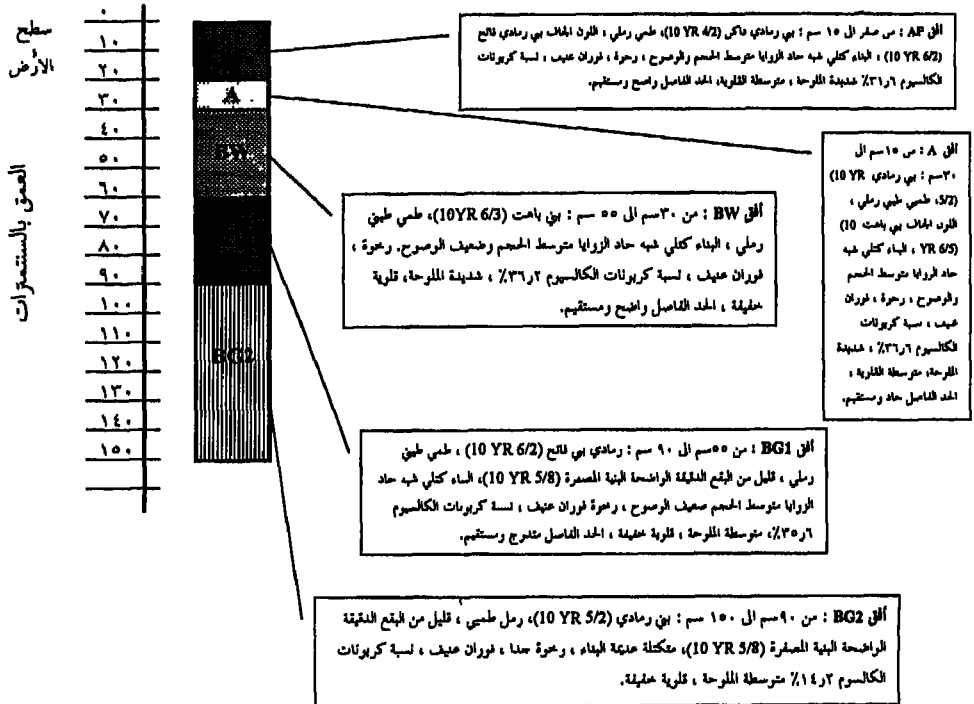 سطح
الأرض
العمق بالسنتمترات
٠
١٠
٢٠
٣٠
٤٠
٥٠
٦٠
٧٠
٨٠
٩٠
١٠٠
١١٠
١٢٠
١٣٠
١٤٠
١٥٠
A
BW
BG2
أفق AP : من صفر الى ١٥ سم : بني رمادي داكن (10 YR 4/2)، طمي رملي ، اللون الجاف بني رمادي فاتح
(10 YR 6/2) ، البناء كتلي شبه حاد الزوايا متوسط الحجم والوضوح ، رخوة ، فوران عنيف ، نسبة كربونات
الكالسيوم ٣١٫٦٪ شديدة الملوحة ، متوسطة القلوية، الحد الفاصل واضح ومستقيم.
أفق A : من ١٥سم الى
٣٠سم : بني رمادي (10 YR
3/2)، طمي طيني رملي ،
اللون الجاف بني باهت (10
YR 6/3) ، البناء كتلي شبه
حاد الزوايا متوسط الحجم
والوضوح ، رخوة ، فوران
عنيف ، نسبة كربونات
الكالسيوم ٣٦٫٦٪ ، شديدة
الملوحة، متوسطة القلوية ،
الحد الفاصل حاد ومستقيم.
أفق BW : من ٣٠سم الى ٥٥ سم : بني باهت (10YR 6/3)، طمي طيني
رملي ، البناء كتلي شبه حاد الزوايا متوسط الحجم وضعيف الوضوح، رخوة ،
فوران عنيف ، نسبة كربونات الكالسيوم ٣٦٫٢٪ ، شديدة الملوحة، قلوية
خفيفة ، الحد الفاصل واضح ومستقيم.
أفق BG1 : من ٥٥سم الى ٩٠ سم : رمادي بني فاتح (10 YR 6/2) ، طمي طيني
رملي ، قليل من البقع الدقيقة الواضحة البنية المصفرة (10 YR 5/8)، البناء كتلي شبه حاد
الزوايا متوسط الحجم ضعيف الوضوح ، رخوة فوران عنيف ، نسبة كربونات الكالسيوم
٣٥٫٦٪، متوسطة الملوحة ، قلوية خفيفة ، الحد الفاصل متدرج ومستقيم.
أفق BG2 : من ٩٠سم الى ١٥٠ سم : بني رمادي (10 YR 5/2)، رمل طميي ، قليل من البقع الدقيقة
الواضحة البنية المصفرة (10 YR 5/8)، متكتلة عديمة البناء ، رخوة جدا ، فوران عنيف ، نسبة كربونات
الكالسوم ١٤٫٢٪ متوسطة الملوحة ، قلوية خفيفة.